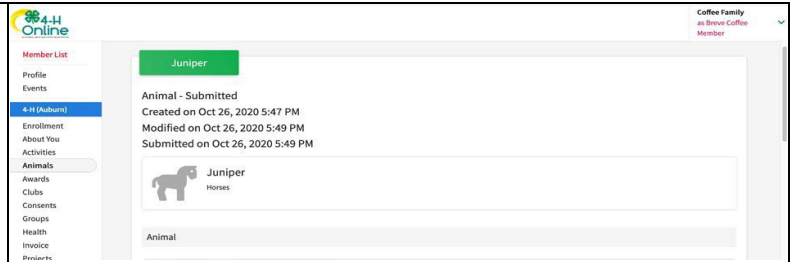 4-H
Online
Coffee Family
as Breve Coffee
Member
Member List
Profile
Events
4-H (Auburn)
Enrollment
About You
Activities
Animals
Awards
Clubs
Consents
Groups
Health
Invoice
Projects
Juniper
Animal - Submitted
Created on Oct 26, 2020 5:47 PM
Modified on Oct 26, 2020 5:49 PM
Submitted on Oct 26, 2020 5:49 PM
Juniper
Horses
Animal